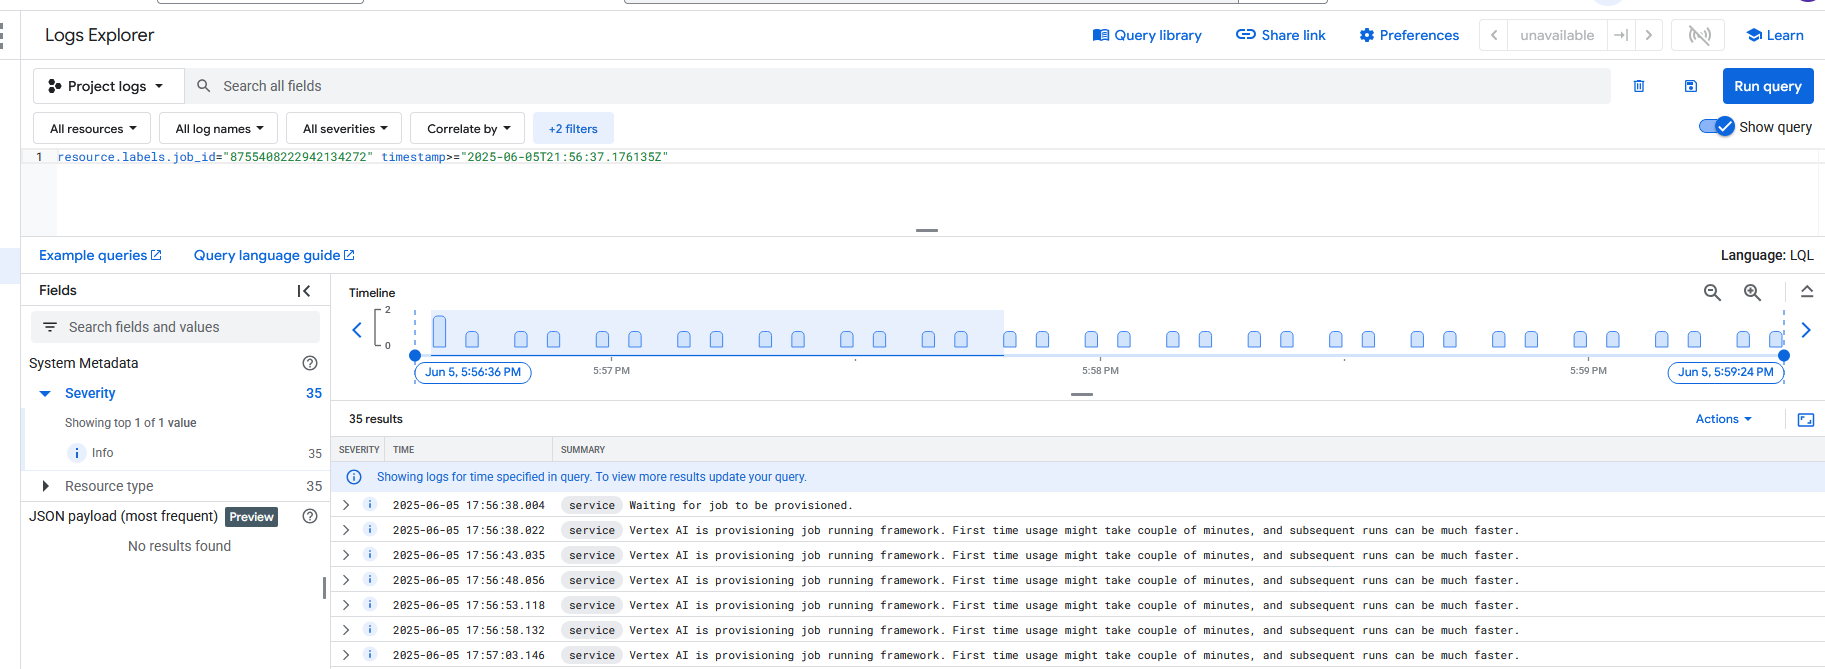 Logs Explorer
Query library
Share link
Preferences
unavailable
Learn
Project logs
Search all fields
Run query
All resources
All log names
All severities
Correlate by
+2 filters
Show query
1 resource.labels.job_id="8755408222942134272" timestamp>="2025-06-05T21:56:37.176135Z"
Example queries
Query language guide
Language: LQL
Fields
Search fields and values
System Metadata
Severity 35
Showing top 1 of 1 value
Info 35
Resource type 35
JSON payload (most frequent) Preview
No results found
Timeline
2
0
Jun 5, 5:56:36 PM
5:57 PM
5:58 PM
5:59 PM
Jun 5, 5:59:24 PM
35 results
Actions
SEVERITY TIME SUMMARY
Showing logs for time specified in query. To view more results update your query.
2025-06-05 17:56:38.004 service Waiting for job to be provisioned.
2025-06-05 17:56:38.022 service Vertex AI is provisioning job running framework. First time usage might take couple of minutes, and subsequent runs can be much faster.
2025-06-05 17:56:43.035 service Vertex AI is provisioning job running framework. First time usage might take couple of minutes, and subsequent runs can be much faster.
2025-06-05 17:56:48.056 service Vertex AI is provisioning job running framework. First time usage might take couple of minutes, and subsequent runs can be much faster.
2025-06-05 17:56:53.118 service Vertex AI is provisioning job running framework. First time usage might take couple of minutes, and subsequent runs can be much faster.
2025-06-05 17:56:58.132 service Vertex AI is provisioning job running framework. First time usage might take couple of minutes, and subsequent runs can be much faster.
2025-06-05 17:57:03.146 service Vertex AI is provisioning job running framework. First time usage might take couple of minutes, and subsequent runs can be much faster.